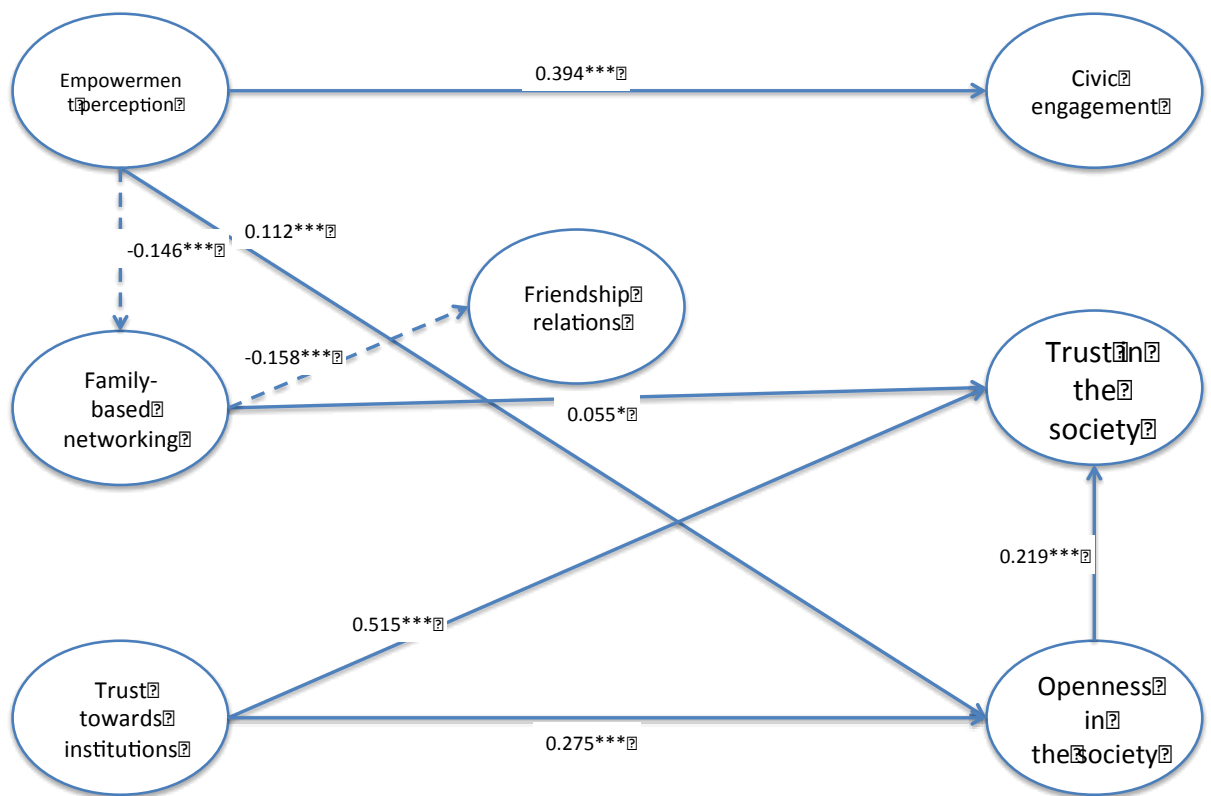 Empowermen
t perception
0.394***
Civic
engagement
-0.146***
0.112***
Friendship
relations
-0.158***
Family-
based
networking
0.055*
Trust in
the
society
0.219***
0.515***
Trust
towards
institutions
0.275***
Openness
in
the society